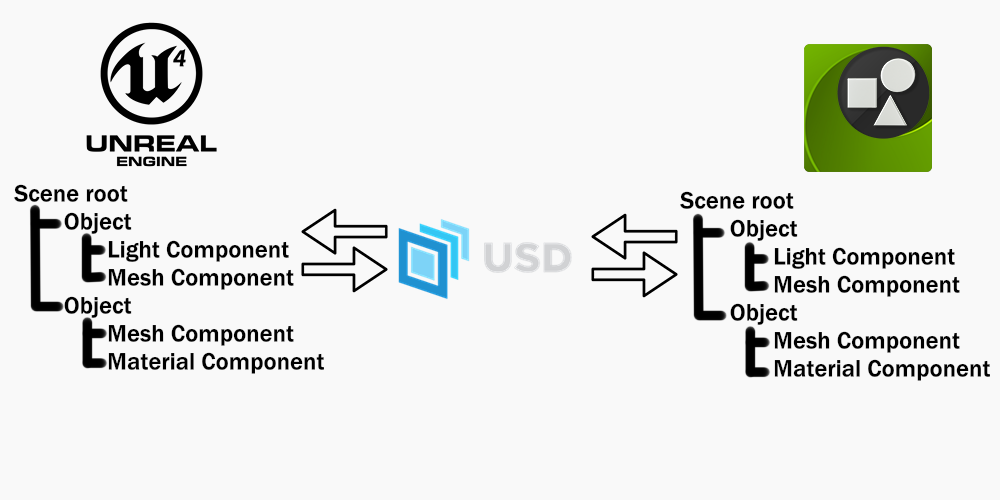 4
UNREAL
ENGINE
Scene root
Object
Light Component
Mesh Component
Object
Mesh Component
Material Component
USD
Scene root
Object
Light Component
Mesh Component
Object
Mesh Component
Material Component